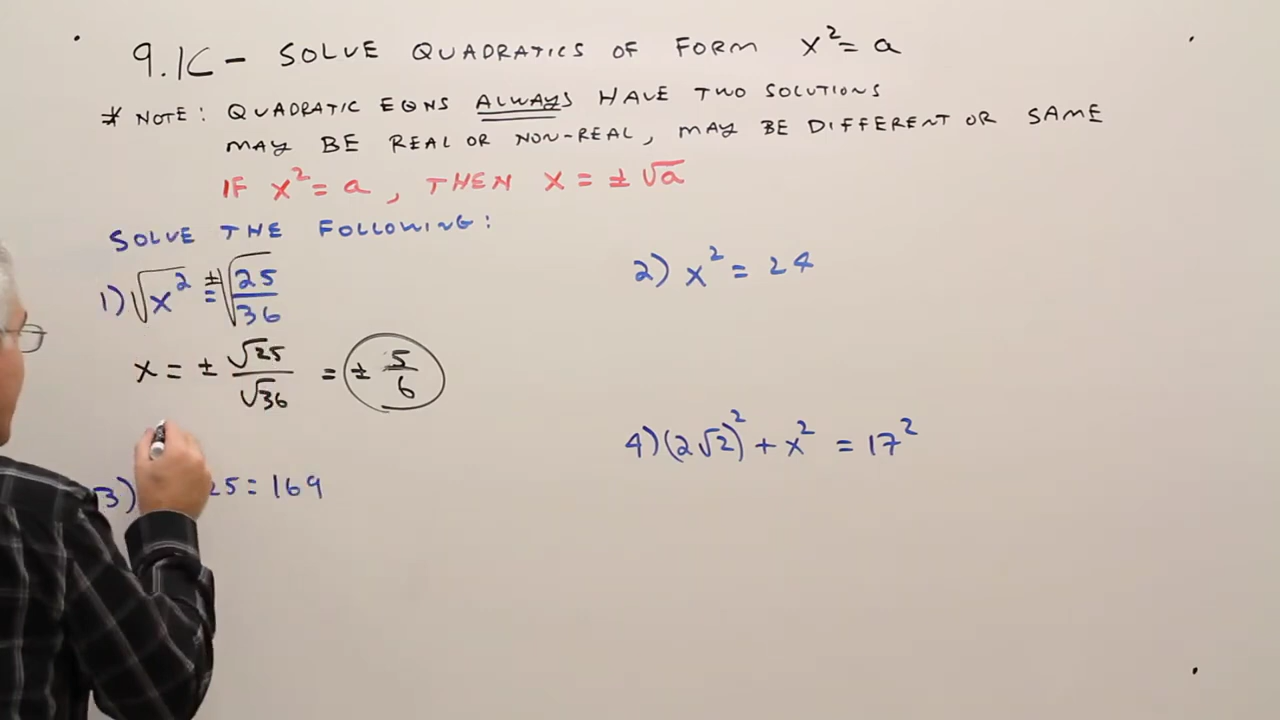 9.1C - SOLVE QUADRATICS OF FORM x² = a
* NOTE: QUADRATIC EQNS ALWAYS HAVE TWO SOLUTIONS
MAY BE REAL OR NON-REAL, MAY BE DIFFERENT OR SAME
IF x² = a, THEN x = ± √a
SOLVE THE FOLLOWING:
1) √x² = ± √25/36
x = ± √25/√36 = ± 5/6
2) x² = 24
3) 25 = 169
4) (2√2)² + x² = 17²